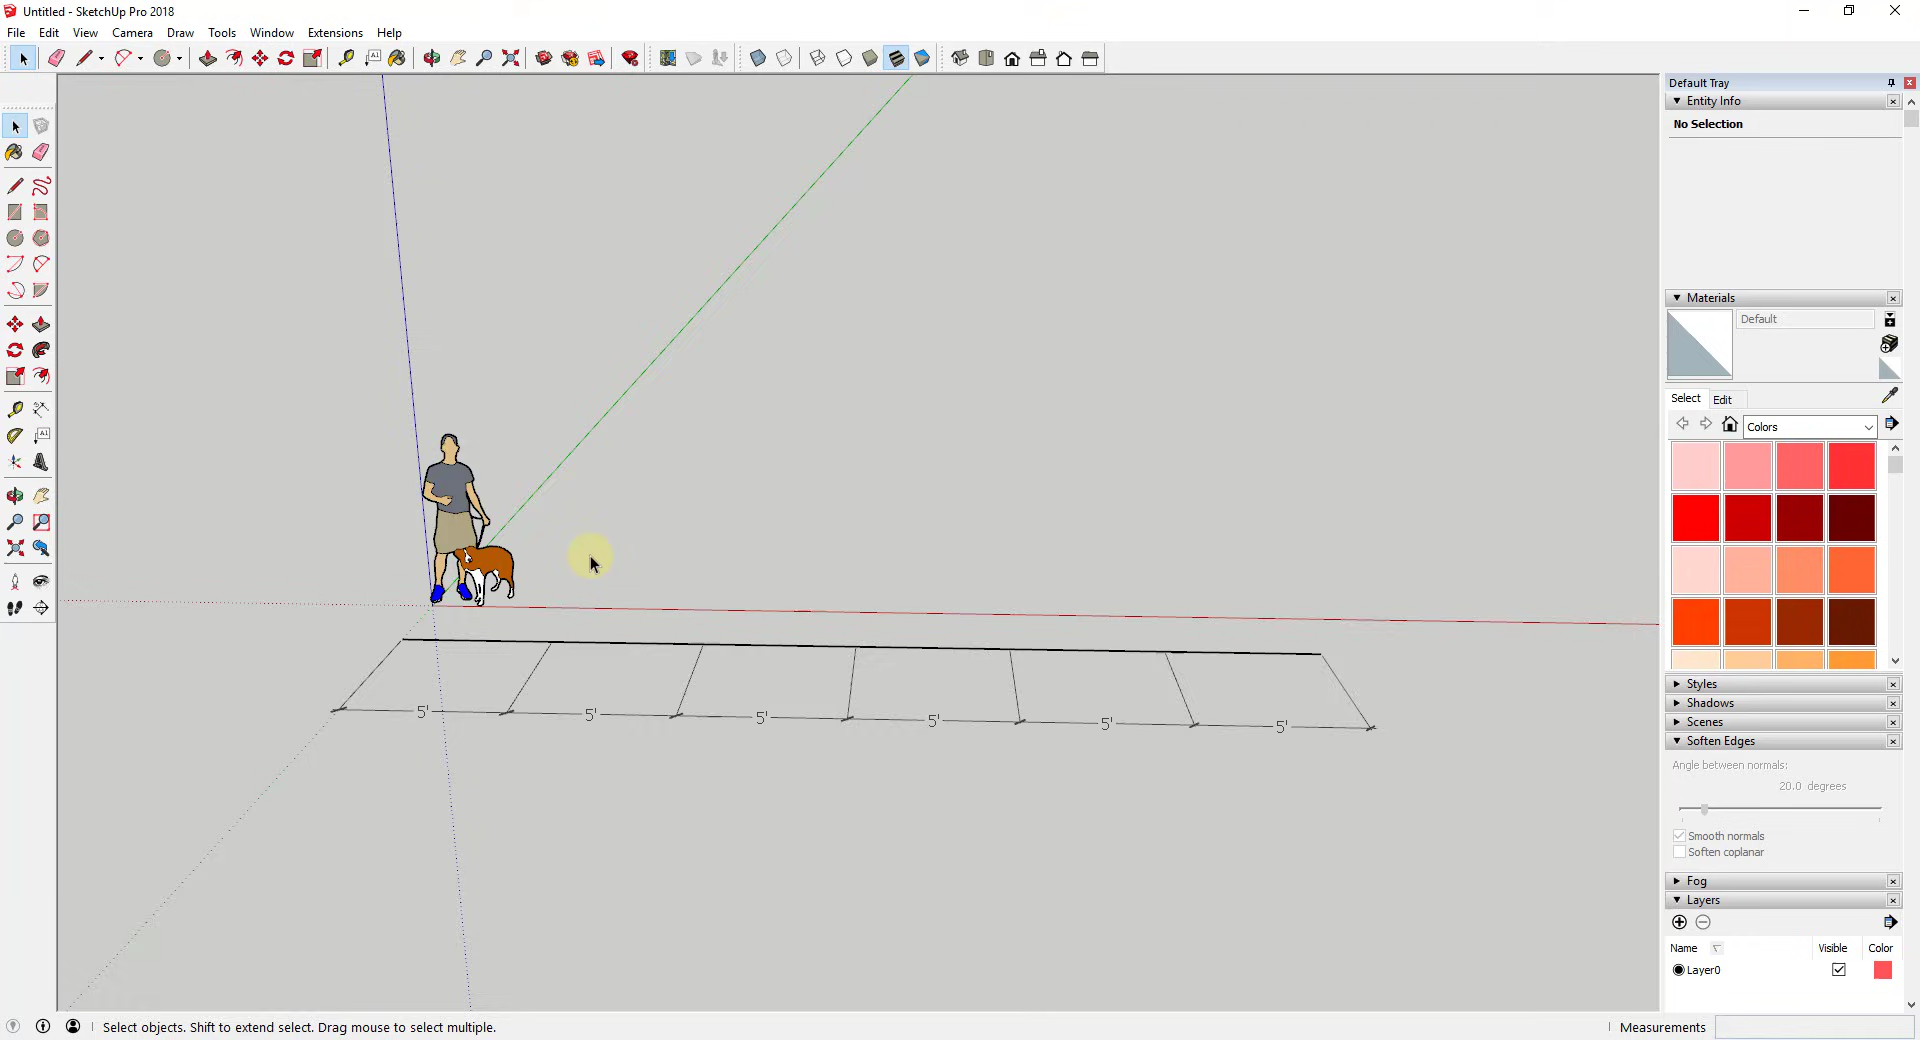 Untitled - SketchUp Pro 2018
File Edit View Camera Draw Tools Window Extensions Help
Default Tray
Entity Info
No Selection
Materials
Default
Select Edit
Colors
5' 5' 5' 5' 5' 5'
Styles
Shadows
Scenes
Soften Edges
Angle between normals:
20.0 degrees
Smooth normals
Soften coplanar
Fog
Layers
Name Visible Color
Layer0
Select objects. Shift to extend select. Drag mouse to select multiple.
Measurements